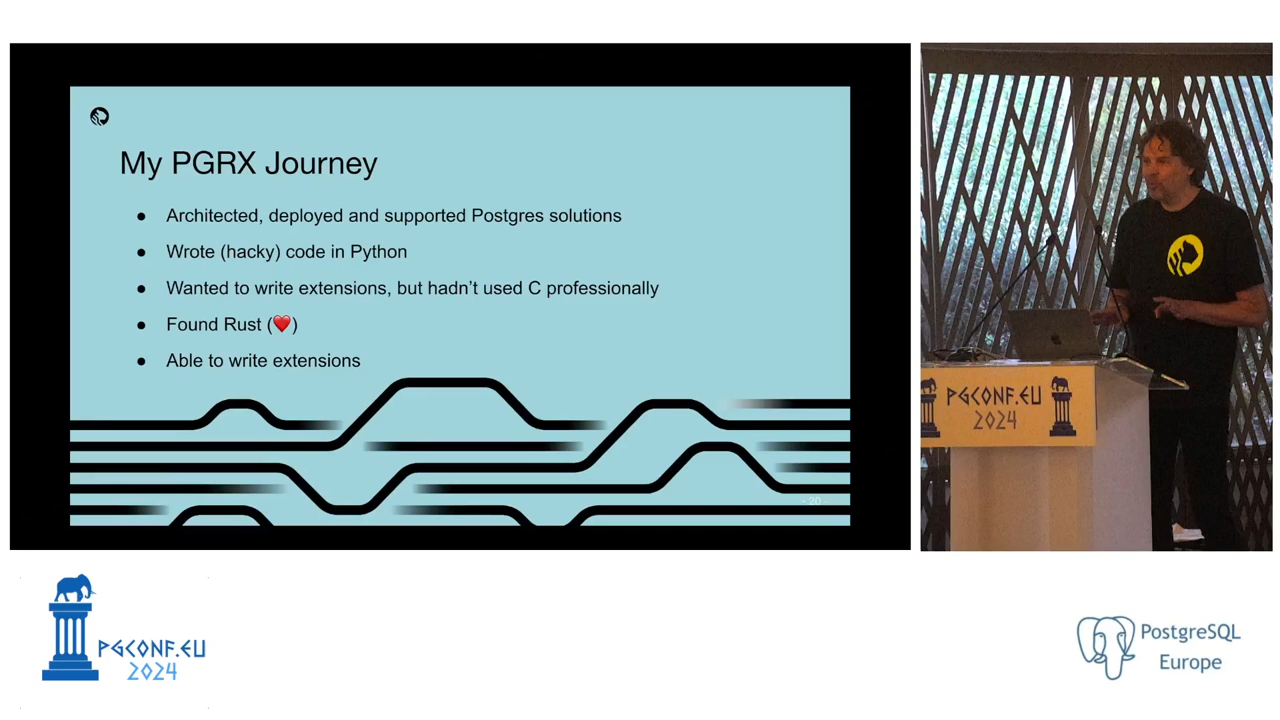 My PGRX Journey
● Architected, deployed and supported Postgres solutions
● Wrote (hacky) code in Python
● Wanted to write extensions, but hadn't used C professionally
● Found Rust (❤️)
● Able to write extensions
- 20 -
PGCONF.EU
2024
PGCONF.EU
2024
PostgreSQL
Europe